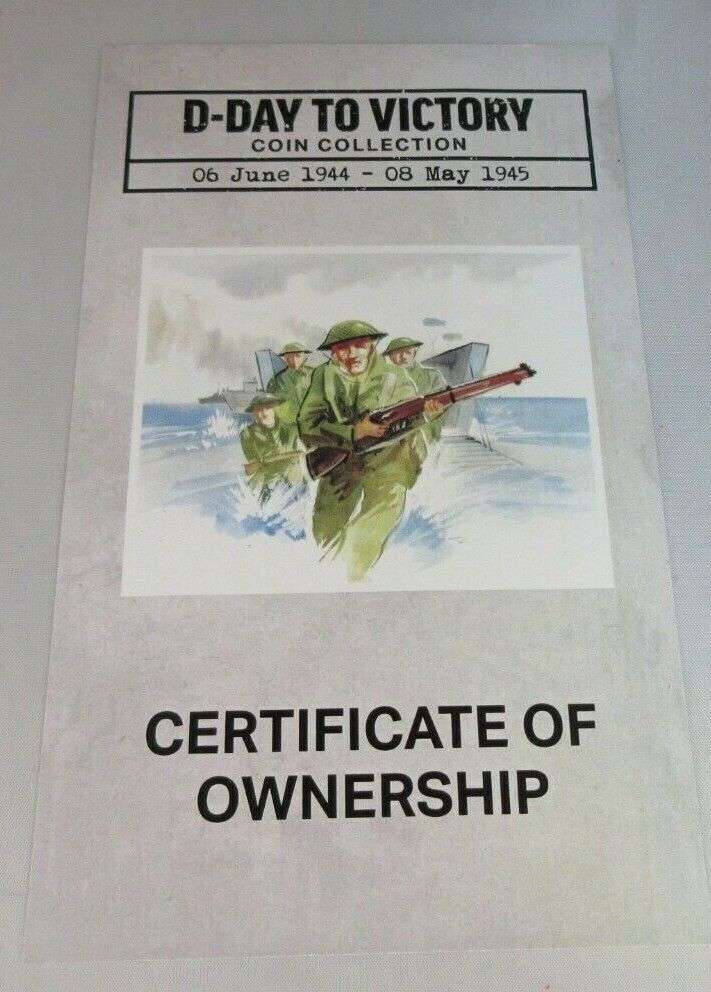 D-DAY TO VICTORY
COIN COLLECTION
06 June 1944 - 08 May 1945
CERTIFICATE OF
OWNERSHIP